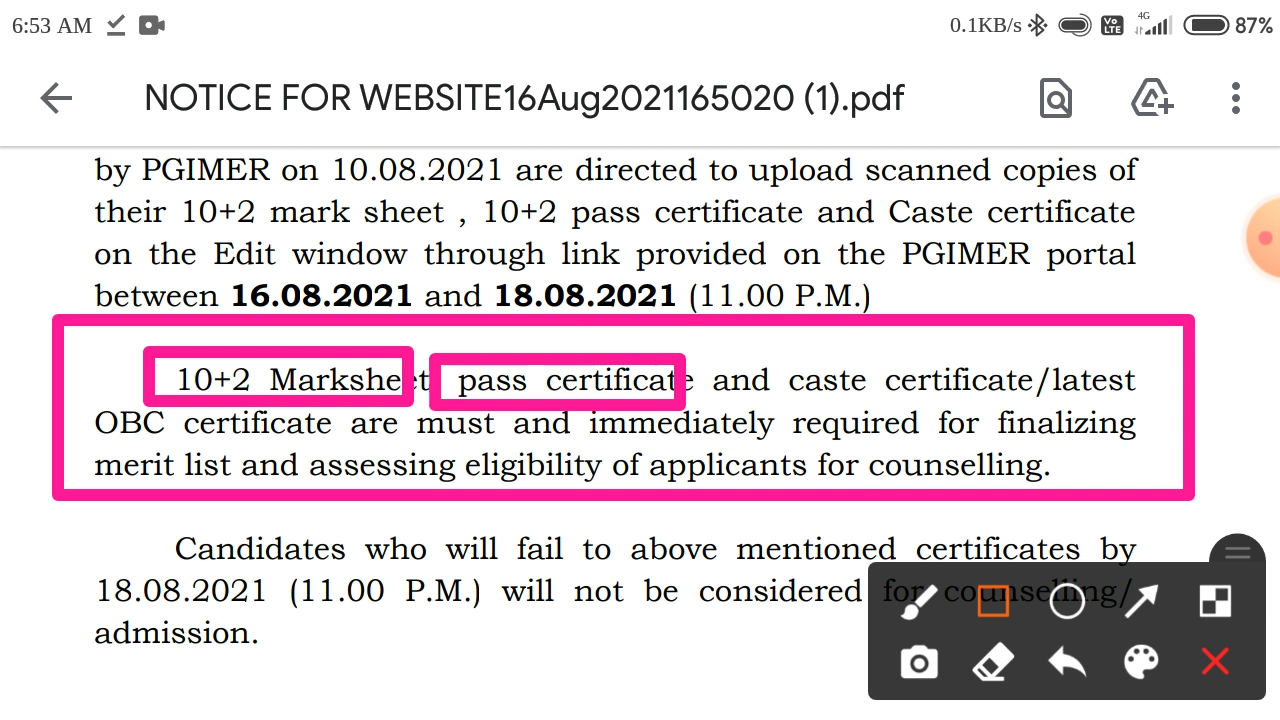 6:53 AM 0.1KB/s Vo LTE 4G 87%
NOTICE FOR WEBSITE16Aug2021165020 (1).pdf
by PGIMER on 10.08.2021 are directed to upload scanned copies of
their 10+2 mark sheet , 10+2 pass certificate and Caste certificate
on the Edit window through link provided on the PGIMER portal
between 16.08.2021 and 18.08.2021 (11.00 P.M.)
10+2 Marksheet pass certificate and caste certificate/latest
OBC certificate are must and immediately required for finalizing
merit list and assessing eligibility of applicants for counselling.
Candidates who will fail to above mentioned certificates by
18.08.2021 (11.00 P.M.) will not be considered for counselling/
admission.